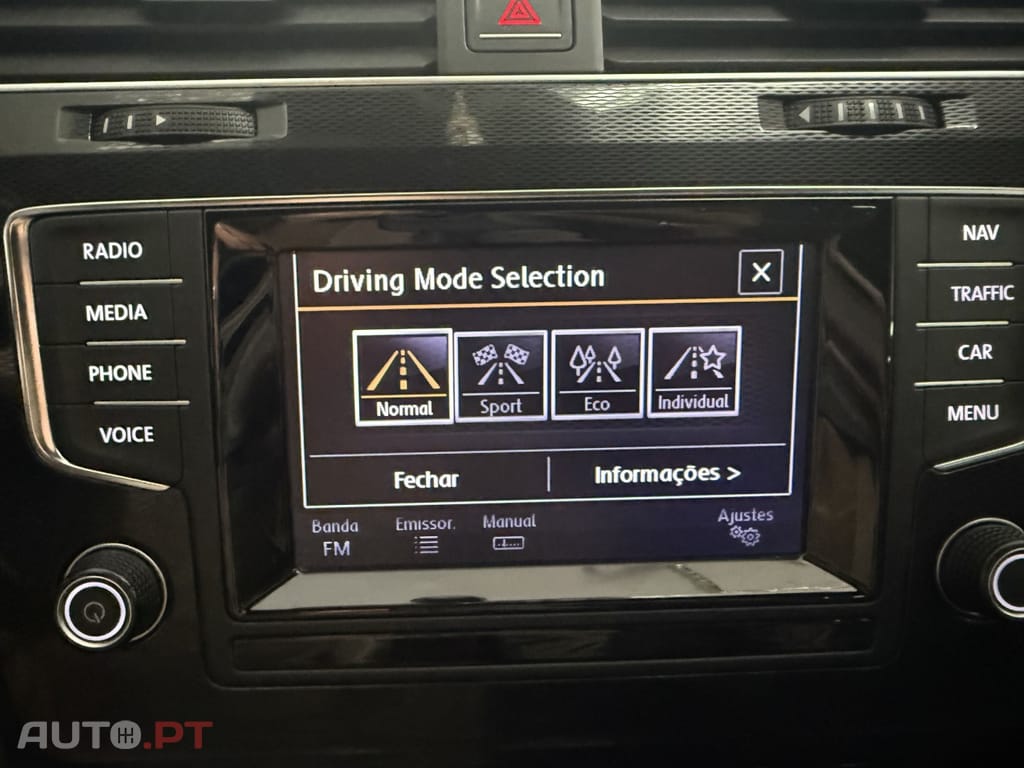 RADIO
MEDIA
PHONE
VOICE
Driving Mode Selection
Normal Sport Eco Individual
Fechar Informações >
Banda Emissor. Manual Ajustes
FM
NAV
TRAFFIC
CAR
MENU
AUTO.PT